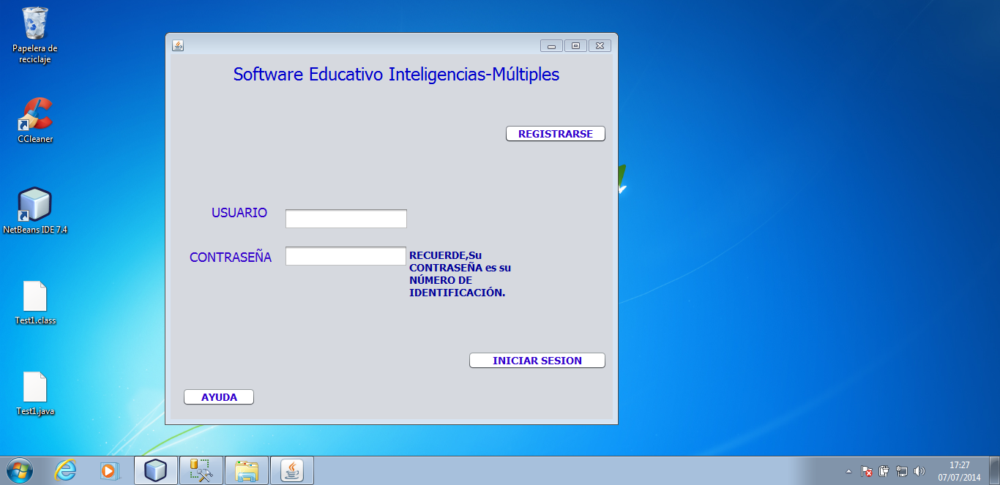 Papelera de
reciclaje
CCleaner
NetBeans IDE 7.4
Test1.class
Test1.java
Software Educativo Inteligencias-Múltiples
REGISTRARSE
USUARIO
CONTRASEÑA
RECUERDE,Su
CONTRASEÑA es su
NÚMERO DE
IDENTIFICACIÓN.
INICIAR SESION
AYUDA
17:27
07/07/2014